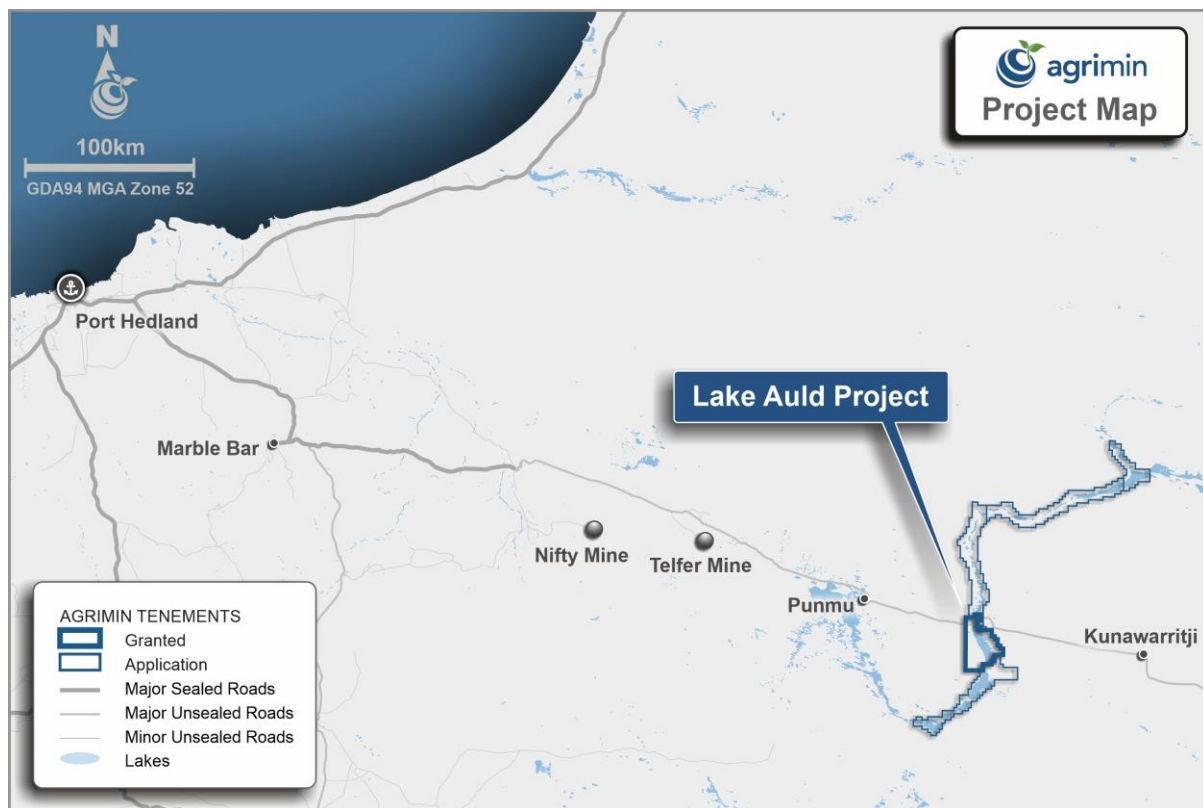 N
100km
GDA94 MGA Zone 52
agrimin
Project Map
Port Hedland
Lake Auld Project
Marble Bar
Nifty Mine
Telfer Mine
Punmu
Kunawarritji
AGRIMIN TENEMENTS
Granted
Application
Major Sealed Roads
Major Unsealed Roads
Minor Unsealed Roads
Lakes